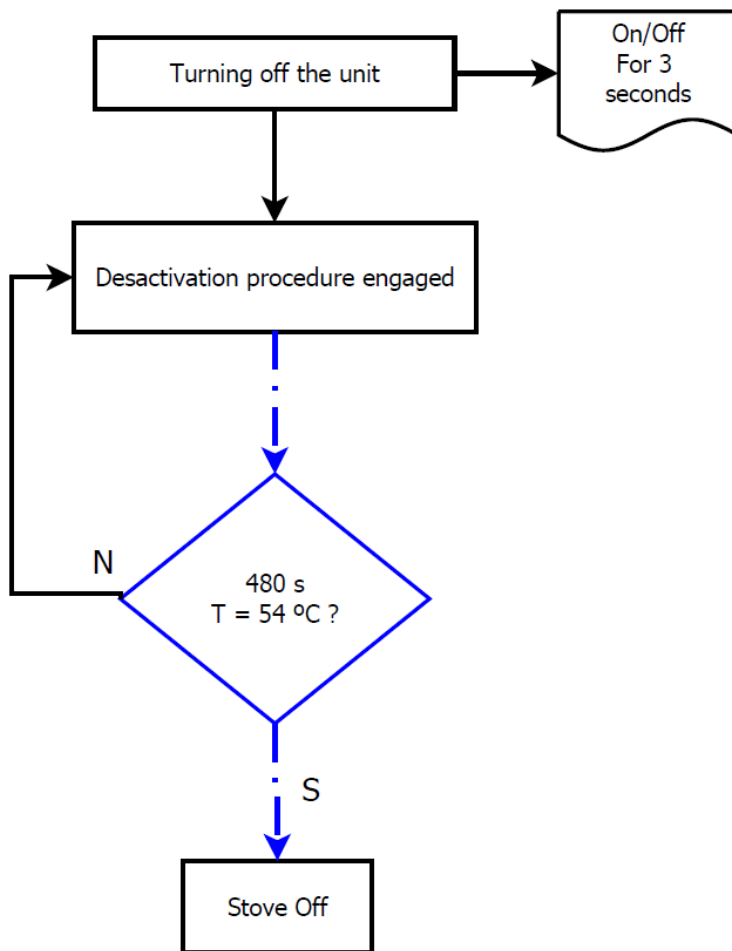 Turning off the unit
On/Off
For 3
seconds
Desactivation procedure engaged
N
480 s
T = 54 ºC ?
S
Stove Off